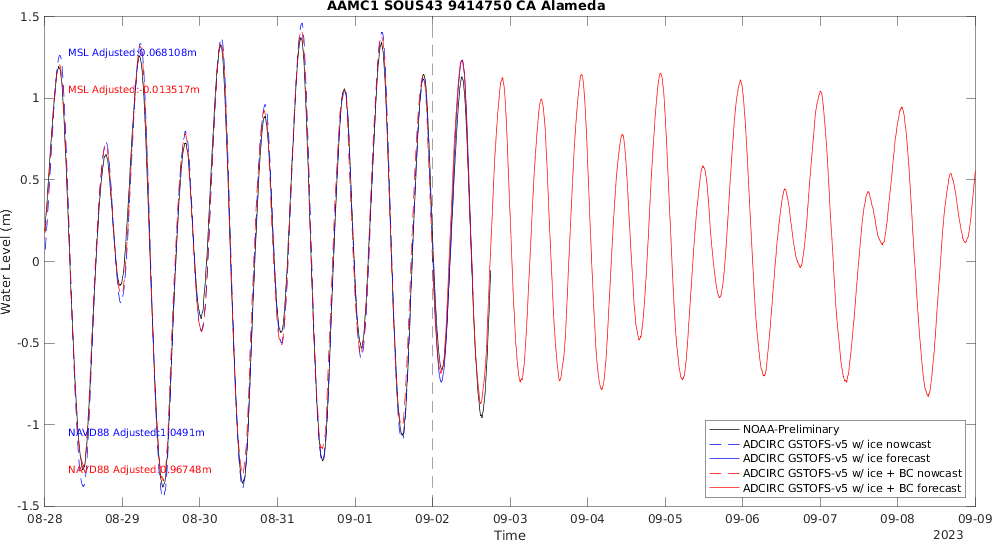 AAMC1 SOUS43 9414750 CA Alameda
1.5
1
0.5
0
-0.5
-1
-1.5
Water Level (m)
MSL Adjusted:0.068108m
MSL Adjusted:-0.013517m
NAVD88 Adjusted:1.0491m
NAVD88 Adjusted:0.96748m
NOAA-Preliminary
ADCIRC GSTOFS-v5 w/ ice nowcast
ADCIRC GSTOFS-v5 w/ ice forecast
ADCIRC GSTOFS-v5 w/ ice + BC nowcast
ADCIRC GSTOFS-v5 w/ ice + BC forecast
08-28 08-29 08-30 08-31 09-01 09-02 09-03 09-04 09-05 09-06 09-07 09-08 09-09
Time
2023